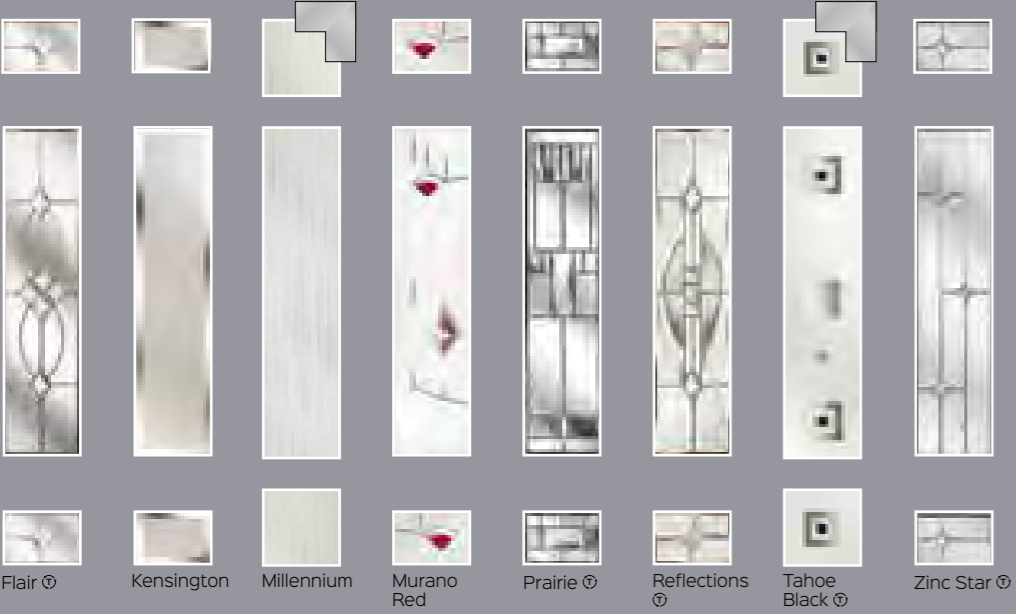 Flair Ⓣ
Kensington
Millennium
Murano
Red
Prairie Ⓣ
Reflections
Ⓣ
Tahoe
Black Ⓣ
Zinc Star Ⓣ